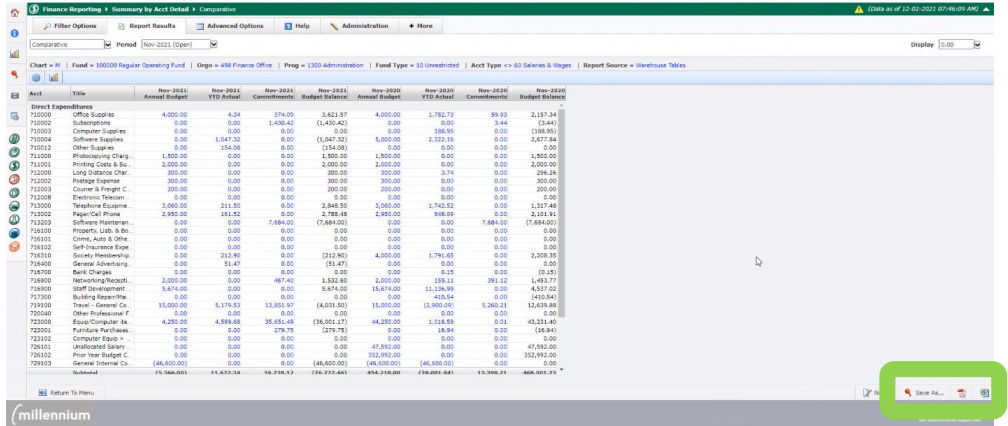 Finance Reporting ▸ Summary by Acct Detail ▸ Comparative (Data as of 12-02-2021 07:46:09 AM)
Filter Options Report Results Advanced Options Help Administration + More
Comparative Period Nov-2021 (Open) Display 0.00
Chart = M | Fund = 100000 Regular Operating Fund | Orgn = 498 Finance Office | Prog = 1300 Administration | Fund Type = 10 Unrestricted | Acct Type <> 60 Salaries & Wages | Report Source = Warehouse Tables
Acct Title Nov-2021 Annual Budget Nov-2021 YTD Actual Nov-2021 Commitments Nov-2021 Budget Balance Nov-2020 Annual Budget Nov-2020 YTD Actual Nov-2020 Commitments Nov-2020 Budget Balance
Direct Expenditures
710000 Office Supplies 4,000.00 4.34 374.09 3,621.57 4,000.00 1,782.73 59.93 2,157.34
710002 Subscriptions 0.00 0.00 1,430.42 (1,430.42) 0.00 0.00 3.44 (3.44)
710003 Computer Supplies 0.00 0.00 0.00 0.00 0.00 188.95 0.00 (188.95)
710004 Software Supplies 0.00 1,047.32 0.00 (1,047.32) 5,000.00 2,322.16 0.00 2,677.84
710012 Other Supplies 0.00 154.08 0.00 (154.08) 0.00 0.00 0.00 0.00
711000 Photocopying Charg... 1,500.00 0.00 0.00 1,500.00 1,500.00 0.00 0.00 1,500.00
711001 Printing Costs & Su... 2,000.00 0.00 0.00 2,000.00 2,000.00 0.00 0.00 2,000.00
712000 Long Distance Char... 300.00 0.00 0.00 300.00 300.00 3.74 0.00 296.26
712002 Postage Expense 300.00 0.00 0.00 300.00 300.00 0.00 0.00 300.00
712003 Courier & Freight C... 200.00 0.00 0.00 200.00 200.00 0.00 0.00 200.00
712008 Electronic Telecom... 0.00 0.00 0.00 0.00 0.00 0.00 0.00 0.00
713000 Telephone Equipme... 3,060.00 211.50 0.00 2,848.50 3,060.00 1,742.52 0.00 1,317.48
713002 Pager/Cell Phone 2,950.00 161.52 0.00 2,788.48 2,950.00 848.09 0.00 2,101.91
713203 Software Maintenan... 0.00 0.00 7,684.00 (7,684.00) 0.00 0.00 7,684.00 (7,684.00)
716100 Property, Liab. & Bo... 0.00 0.00 0.00 0.00 0.00 0.00 0.00 0.00
716101 Crime, Auto & Othe... 0.00 0.00 0.00 0.00 0.00 0.00 0.00 0.00
716102 Self-Insurance Expe... 0.00 0.00 0.00 0.00 0.00 0.00 0.00 0.00
716310 Society Membership... 0.00 212.90 0.00 (212.90) 4,000.00 1,791.65 0.00 2,208.35
716400 General Advertising... 0.00 51.47 0.00 (51.47) 0.00 0.00 0.00 0.00
716700 Bank Charges 0.00 0.00 0.00 0.00 0.00 0.15 0.00 (0.15)
716800 Networking/Recepti... 2,000.00 0.00 467.40 1,532.60 2,000.00 155.11 391.12 1,453.77
716900 Staff Development ... 5,674.00 0.00 0.00 5,674.00 15,674.00 11,136.98 0.00 4,537.02
717300 Building Repair/Mai... 0.00 0.00 0.00 0.00 0.00 410.54 0.00 (410.54)
719100 Travel - General Co... 15,000.00 5,179.53 13,851.97 (4,031.50) 15,000.00 (2,900.09) 5,260.21 12,639.88
720040 Other Professional F... 0.00 0.00 0.00 0.00 0.00 0.00 0.00 0.00
723000 Equip/Computer ite... 4,250.00 4,599.68 35,651.49 (36,001.17) 44,250.00 1,018.59 0.01 43,231.40
723001 Furniture Purchases... 0.00 0.00 279.75 (279.75) 0.00 16.94 0.00 (16.94)
723102 Computer Equip > ... 0.00 0.00 0.00 0.00 0.00 0.00 0.00 0.00
726101 Unallocated Salary ... 0.00 0.00 0.00 0.00 47,592.00 0.00 0.00 47,592.00
726102 Prior Year Budget C... 0.00 0.00 0.00 0.00 352,992.00 0.00 0.00 352,992.00
729103 General Internal Co... (46,600.00) 0.00 0.00 (46,600.00) (46,600.00) (46,600.00) 0.00 0.00
Subtotal
Return To Menu Save As...
millennium